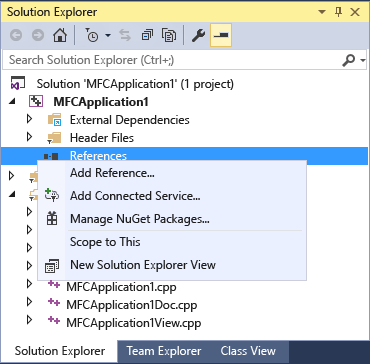 Solution Explorer
Search Solution Explorer (Ctrl+;)
Solution 'MFCApplication1' (1 project)
MFCApplication1
External Dependencies
Header Files
References
Add Reference...
Add Connected Service...
Manage NuGet Packages...
Scope to This
New Solution Explorer View
MFCApplication1.cpp
MFCApplication1Doc.cpp
MFCApplication1View.cpp
Solution Explorer Team Explorer Class View